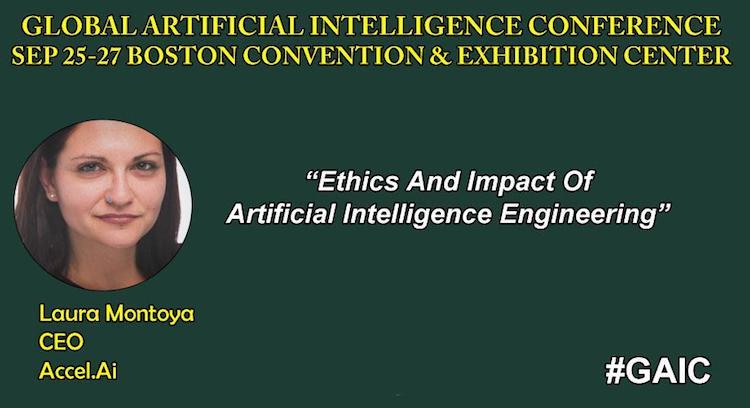 GLOBAL ARTIFICIAL INTELLIGENCE CONFERENCE
SEP 25-27 BOSTON CONVENTION & EXHIBITION CENTER
“Ethics And Impact Of
Artificial Intelligence Engineering”
Laura Montoya
CEO
Accel.Ai
#GAIC